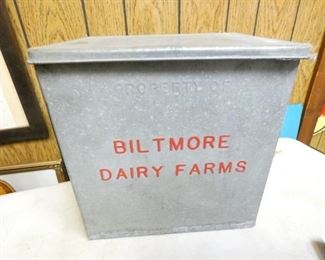 PROPERTY OF
BILTMORE
DAIRY FARMS